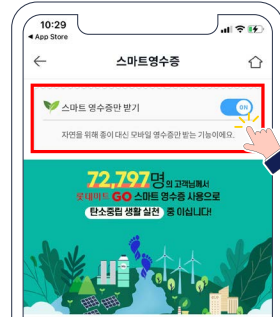 10:29
◀ App Store
스마트영수증
스마트 영수증만 받기
ON
자연을 위해 종이 대신 모바일 영수증만 받는 기능이에요.
72,797명의 고객님께서
롯데마트 GO 스마트 영수증 사용으로
탄소중립 생활 실천 중 이십니다!